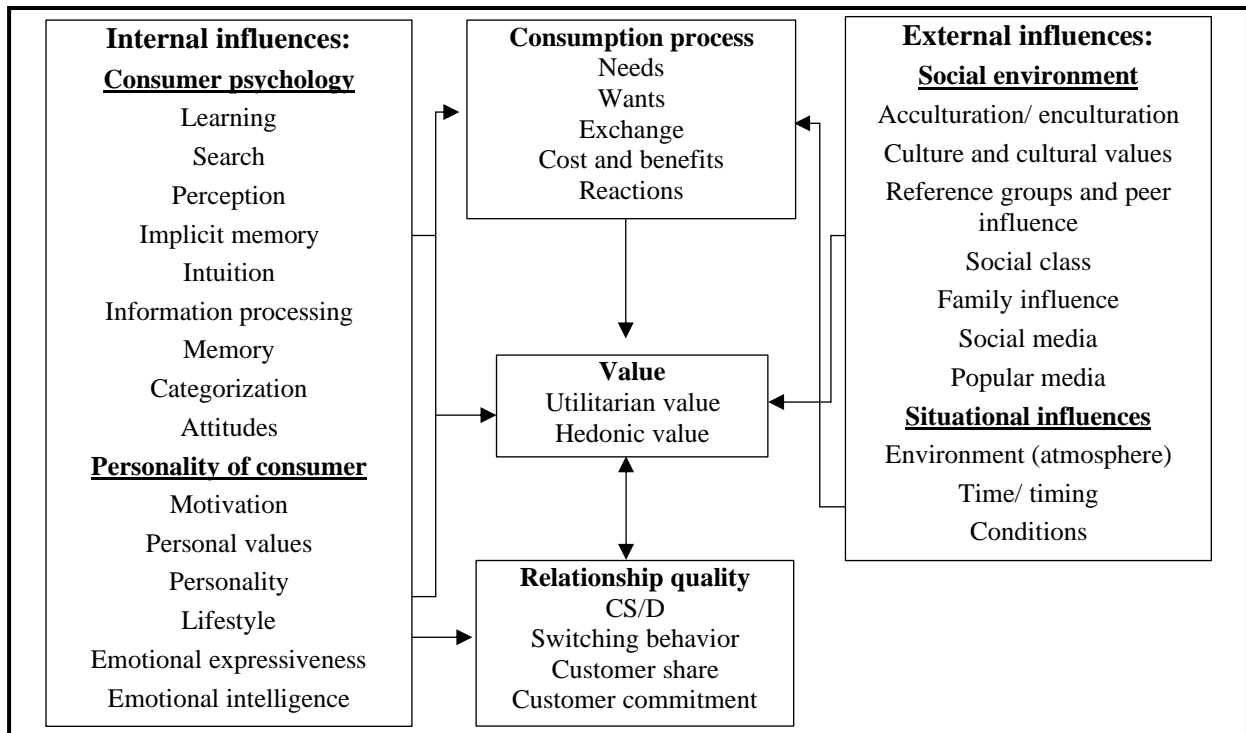 Internal influences:
Consumer psychology
Learning
Search
Perception
Implicit memory
Intuition
Information processing
Memory
Categorization
Attitudes
Personality of consumer
Motivation
Personal values
Personality
Lifestyle
Emotional expressiveness
Emotional intelligence
Consumption process
Needs
Wants
Exchange
Cost and benefits
Reactions
Value
Utilitarian value
Hedonic value
Relationship quality
CS/D
Switching behavior
Customer share
Customer commitment
External influences:
Social environment
Acculturation/ enculturation
Culture and cultural values
Reference groups and peer
influence
Social class
Family influence
Social media
Popular media
Situational influences
Environment (atmosphere)
Time/ timing
Conditions